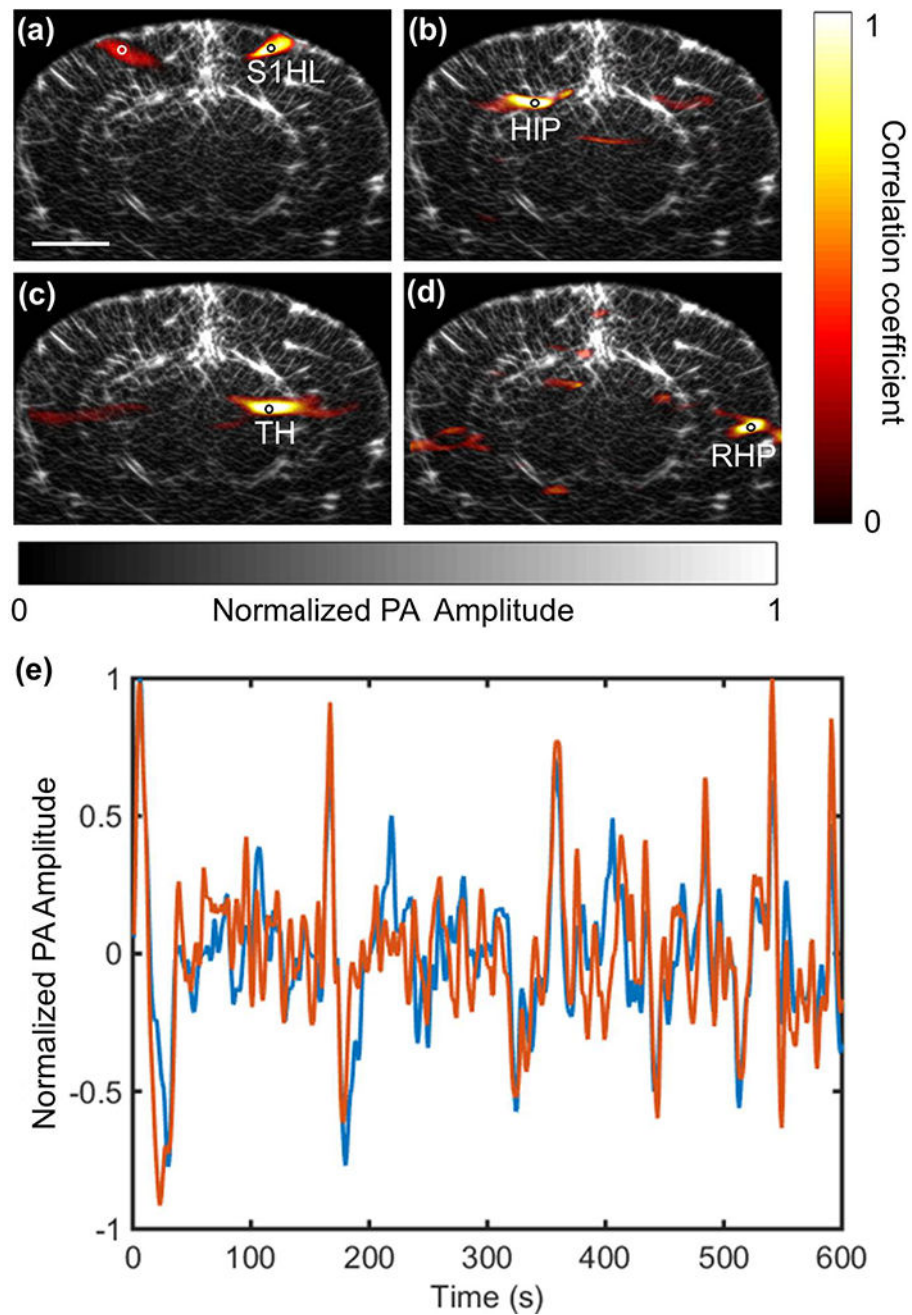 (a)
S1HL
(b)
HIP
1
Correlation coefficient
0
(c)
TH
(d)
RHP
0
Normalized PA Amplitude
1
(e)
Normalized PA Amplitude
1
0.5
0
-0.5
-1
0 100 200 300 400 500 600
Time (s)